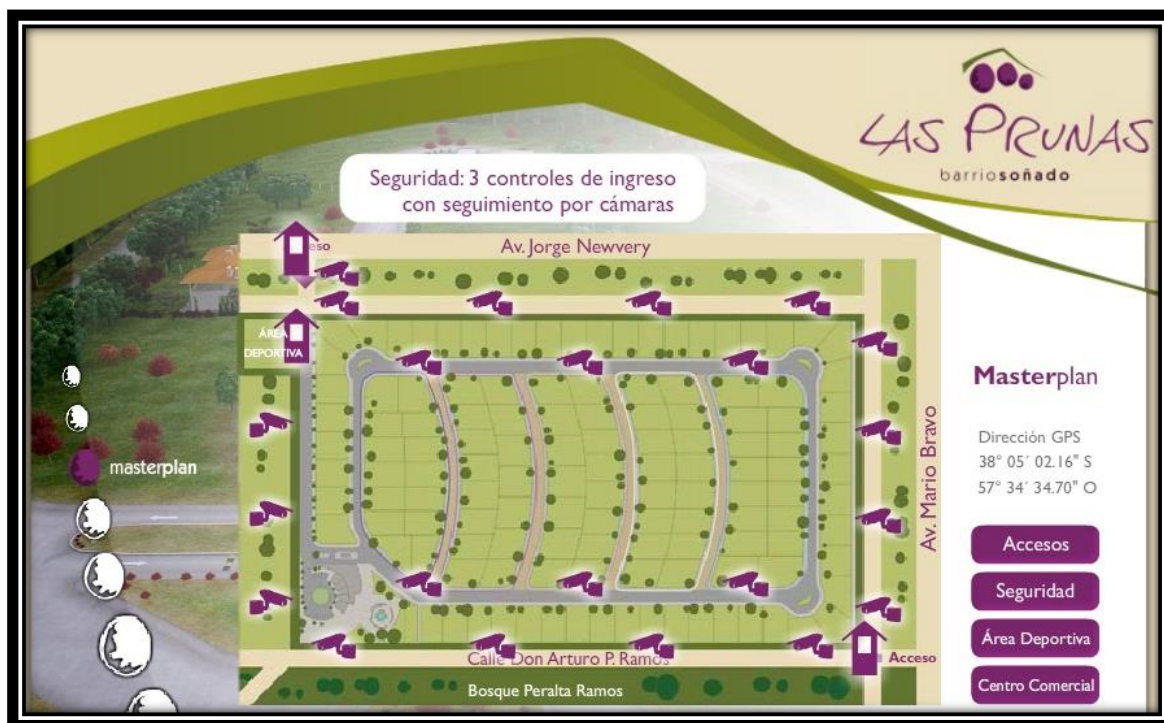 LAS PRUNAS
barriosoñado
Seguridad: 3 controles de ingreso
con seguimiento por cámaras
Av. Jorge Newvery
ÁREA
DEPORTIVA
Masterplan
Dirección GPS
38° 05´ 02.16" S
57° 34´ 34.70" O
masterplan
Av. Mario Bravo
Accesos
Seguridad
Área Deportiva
Centro Comercial
Acceso
Calle Don Arturo P. Ramos
Bosque Peralta Ramos